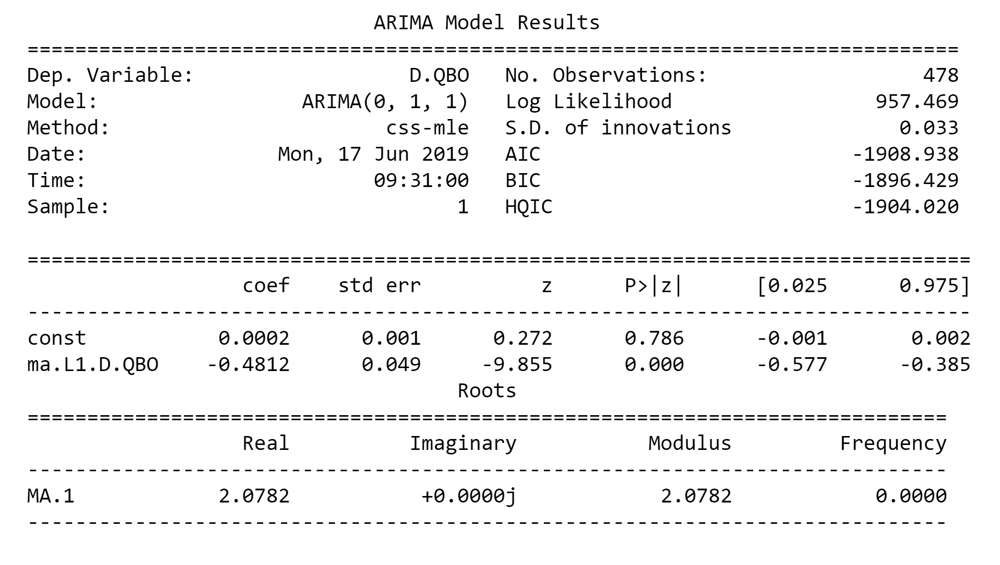 ARIMA Model Results
==============================================================================
Dep. Variable:                  D.QBO   No. Observations:                  478
Model:                 ARIMA(0, 1, 1)   Log Likelihood                 957.469
Method:                       css-mle   S.D. of innovations              0.033
Date:                Mon, 17 Jun 2019   AIC                          -1908.938
Time:                        09:31:00   BIC                          -1896.429
Sample:                             1   HQIC                         -1904.020
===============================================================================
                  coef    std err          z      P>|z|      [0.025      0.975]
-------------------------------------------------------------------------------
const           0.0002      0.001      0.272      0.786      -0.001       0.002
ma.L1.D.QBO    -0.4812      0.049     -9.855      0.000      -0.577      -0.385
                                    Roots
=============================================================================
                  Real          Imaginary           Modulus         Frequency
-----------------------------------------------------------------------------
MA.1            2.0782           +0.0000j            2.0782            0.0000
-----------------------------------------------------------------------------